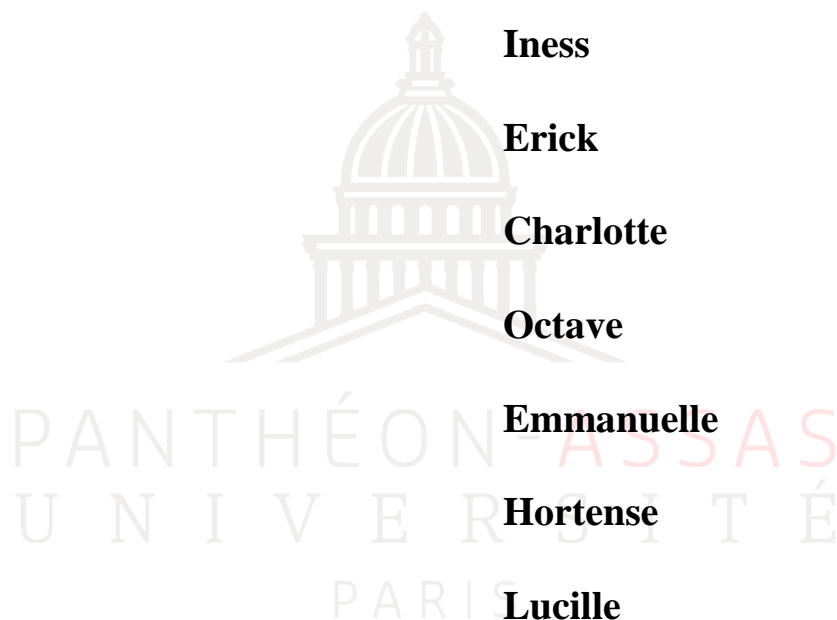 Iness
Erick
Charlotte
Octave
PANTHÉON-ASSAS
Emmanuelle
UNIVERSITÉ
Hortense
PARIS
Lucille